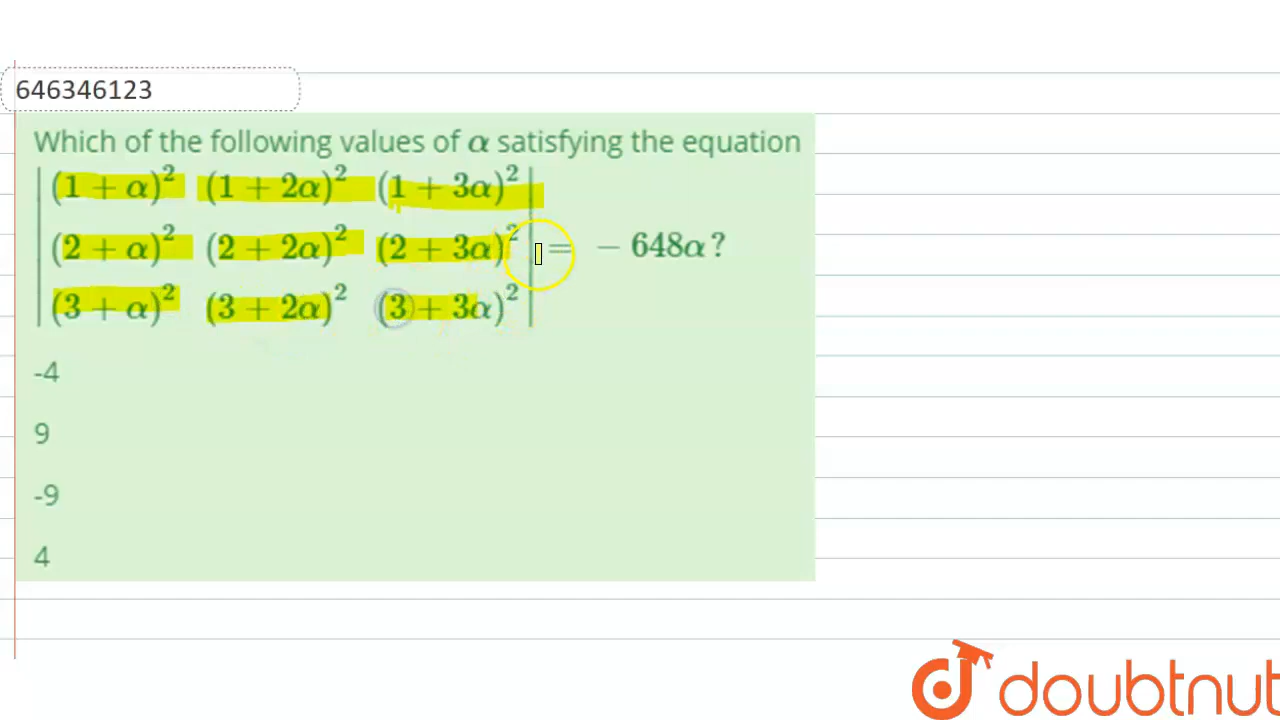 646346123
Which of the following values of α satisfying the equation
| (1 + α)² (1 + 2α)² (1 + 3α)² |
| (2 + α)² (2 + 2α)² (2 + 3α)² | = − 648α?
| (3 + α)² (3 + 2α)² (3 + 3α)² |
-4
9
-9
4
doubtnut